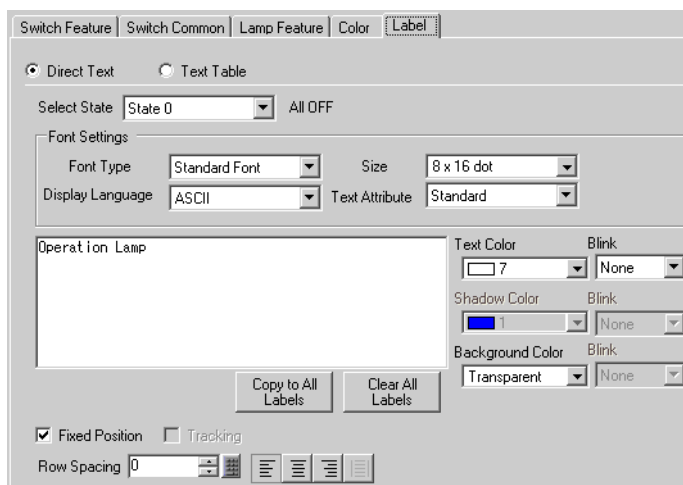 Switch Feature Switch Common Lamp Feature Color Label
Direct Text Text Table
Select State State 0 All OFF
Font Settings
Font Type Standard Font Size 8 x 16 dot
Display Language ASCII Text Attribute Standard
Operation Lamp
Text Color Blink
7 None
Shadow Color Blink
1 None
Background Color Blink
Transparent None
Copy to All Labels
Clear All Labels
Fixed Position Tracking
Row Spacing 0